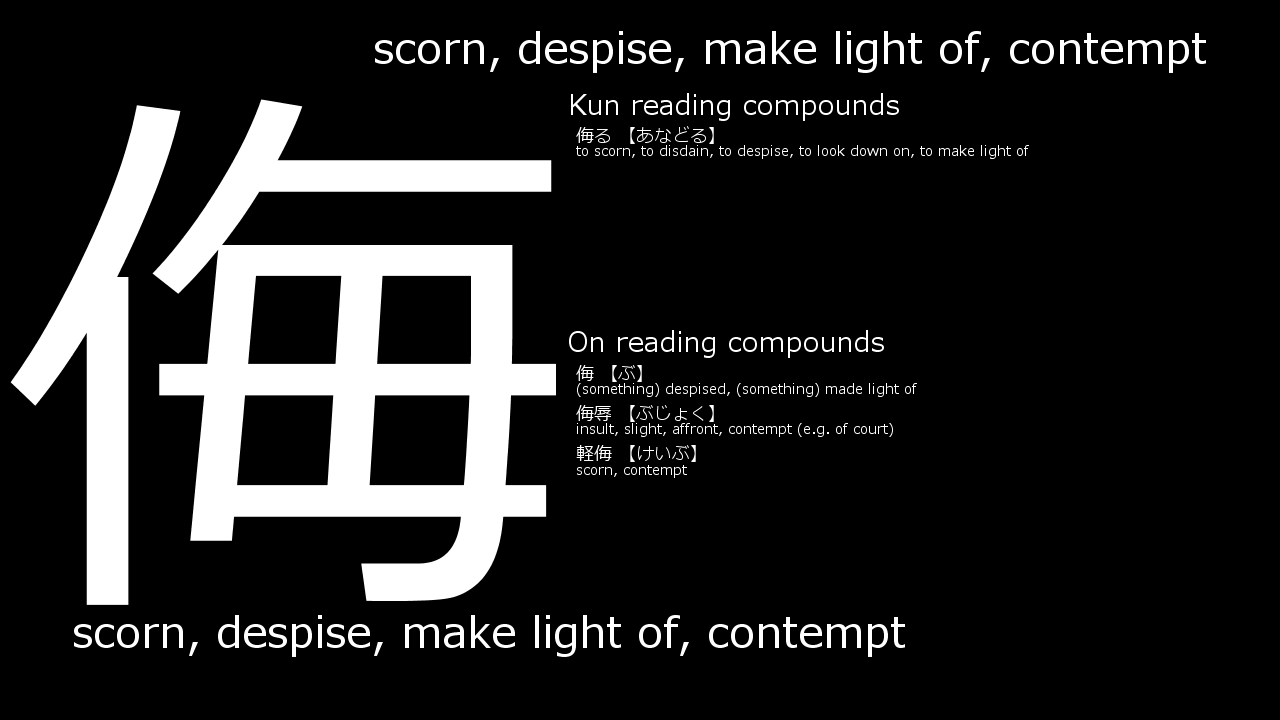 scorn, despise, make light of, contempt
侮
Kun reading compounds
侮る 【あなどる】
to scorn, to disdain, to despise, to look down on, to make light of
On reading compounds
侮 【ぶ】
(something) despised, (something) made light of
侮辱 【ぶじょく】
insult, slight, affront, contempt (e.g. of court)
軽侮 【けいぶ】
scorn, contempt
scorn, despise, make light of, contempt